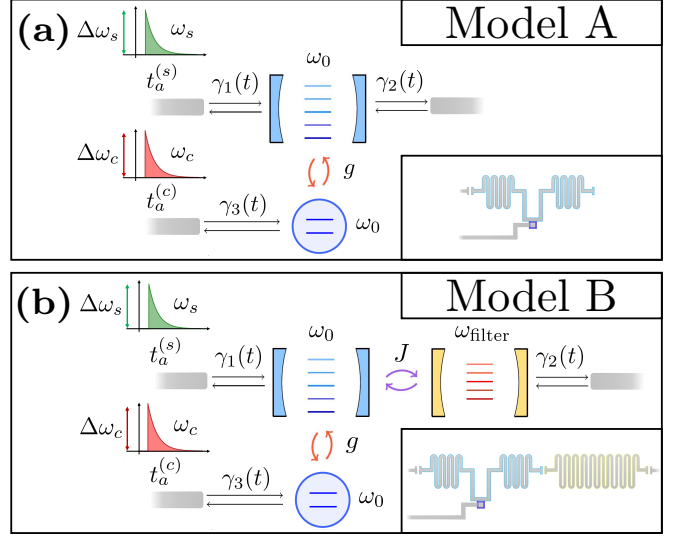 (a)
Model A
Δω_s
ω_s
t_a^{(s)}
γ_1(t)
ω_0
γ_2(t)
Δω_c
ω_c
t_a^{(c)}
g
γ_3(t)
ω_0
(b)
Model B
Δω_s
ω_s
t_a^{(s)}
γ_1(t)
ω_0
J
ω_filter
γ_2(t)
Δω_c
ω_c
t_a^{(c)}
g
γ_3(t)
ω_0